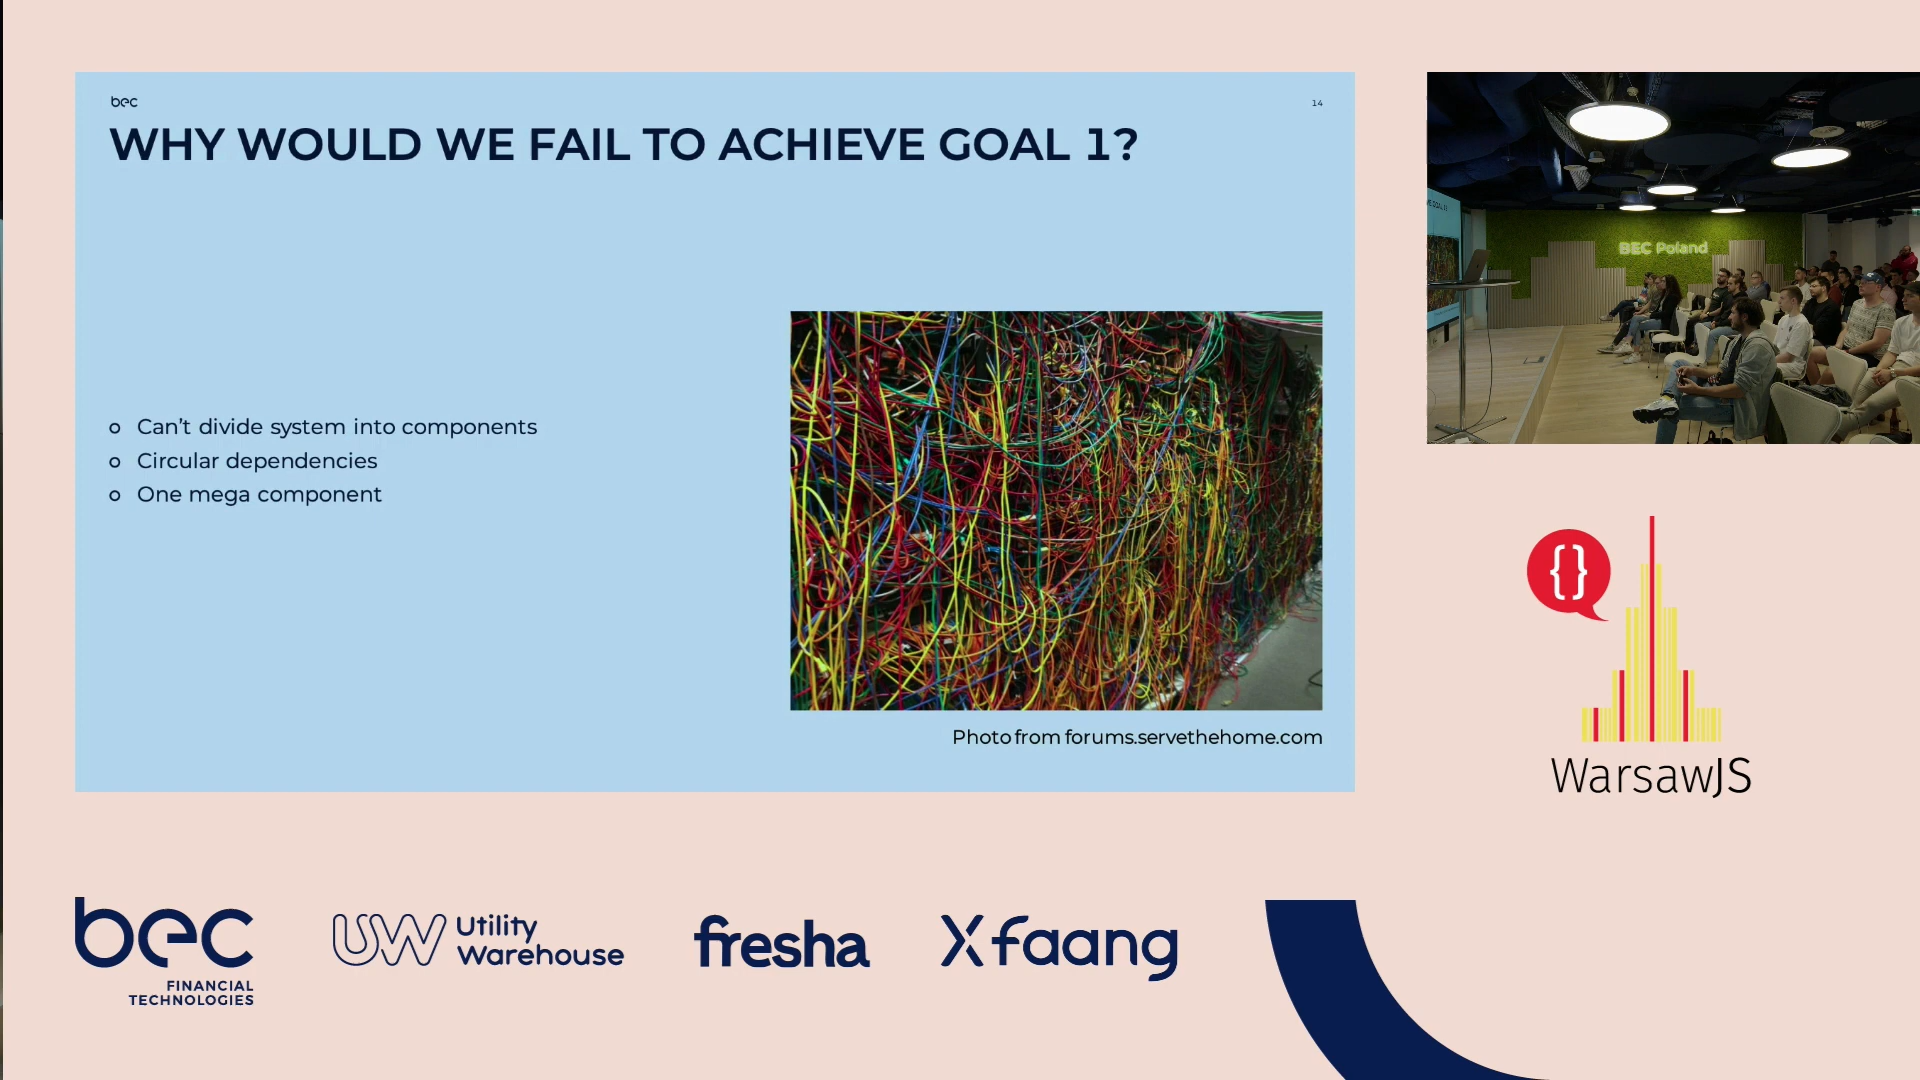 bec
14
WHY WOULD WE FAIL TO ACHIEVE GOAL 1?
Can't divide system into components
Circular dependencies
One mega component
Photo from forums.servethehome.com
BEC Poland
{}
WarsawJS
bec
FINANCIAL
TECHNOLOGIES
UW Utility
Warehouse
fresha
Xfaang